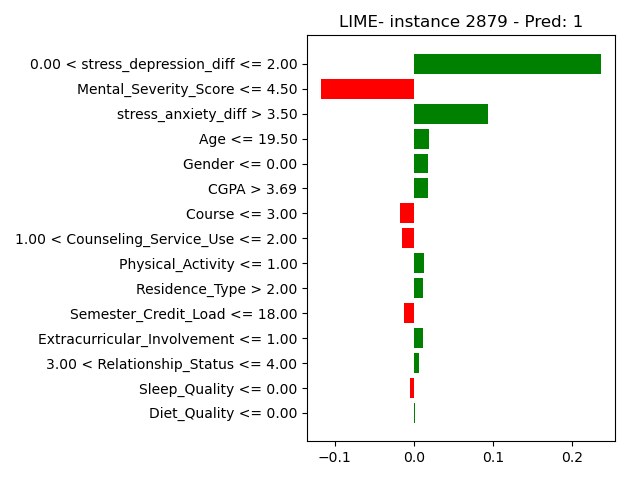 LIME- instance 2879 - Pred: 1
0.00 < stress_depression_diff <= 2.00
Mental_Severity_Score <= 4.50
stress_anxiety_diff > 3.50
Age <= 19.50
Gender <= 0.00
CGPA > 3.69
Course <= 3.00
1.00 < Counseling_Service_Use <= 2.00
Physical_Activity <= 1.00
Residence_Type > 2.00
Semester_Credit_Load <= 18.00
Extracurricular_Involvement <= 1.00
3.00 < Relationship_Status <= 4.00
Sleep_Quality <= 0.00
Diet_Quality <= 0.00
−0.1 0.0 0.1 0.2